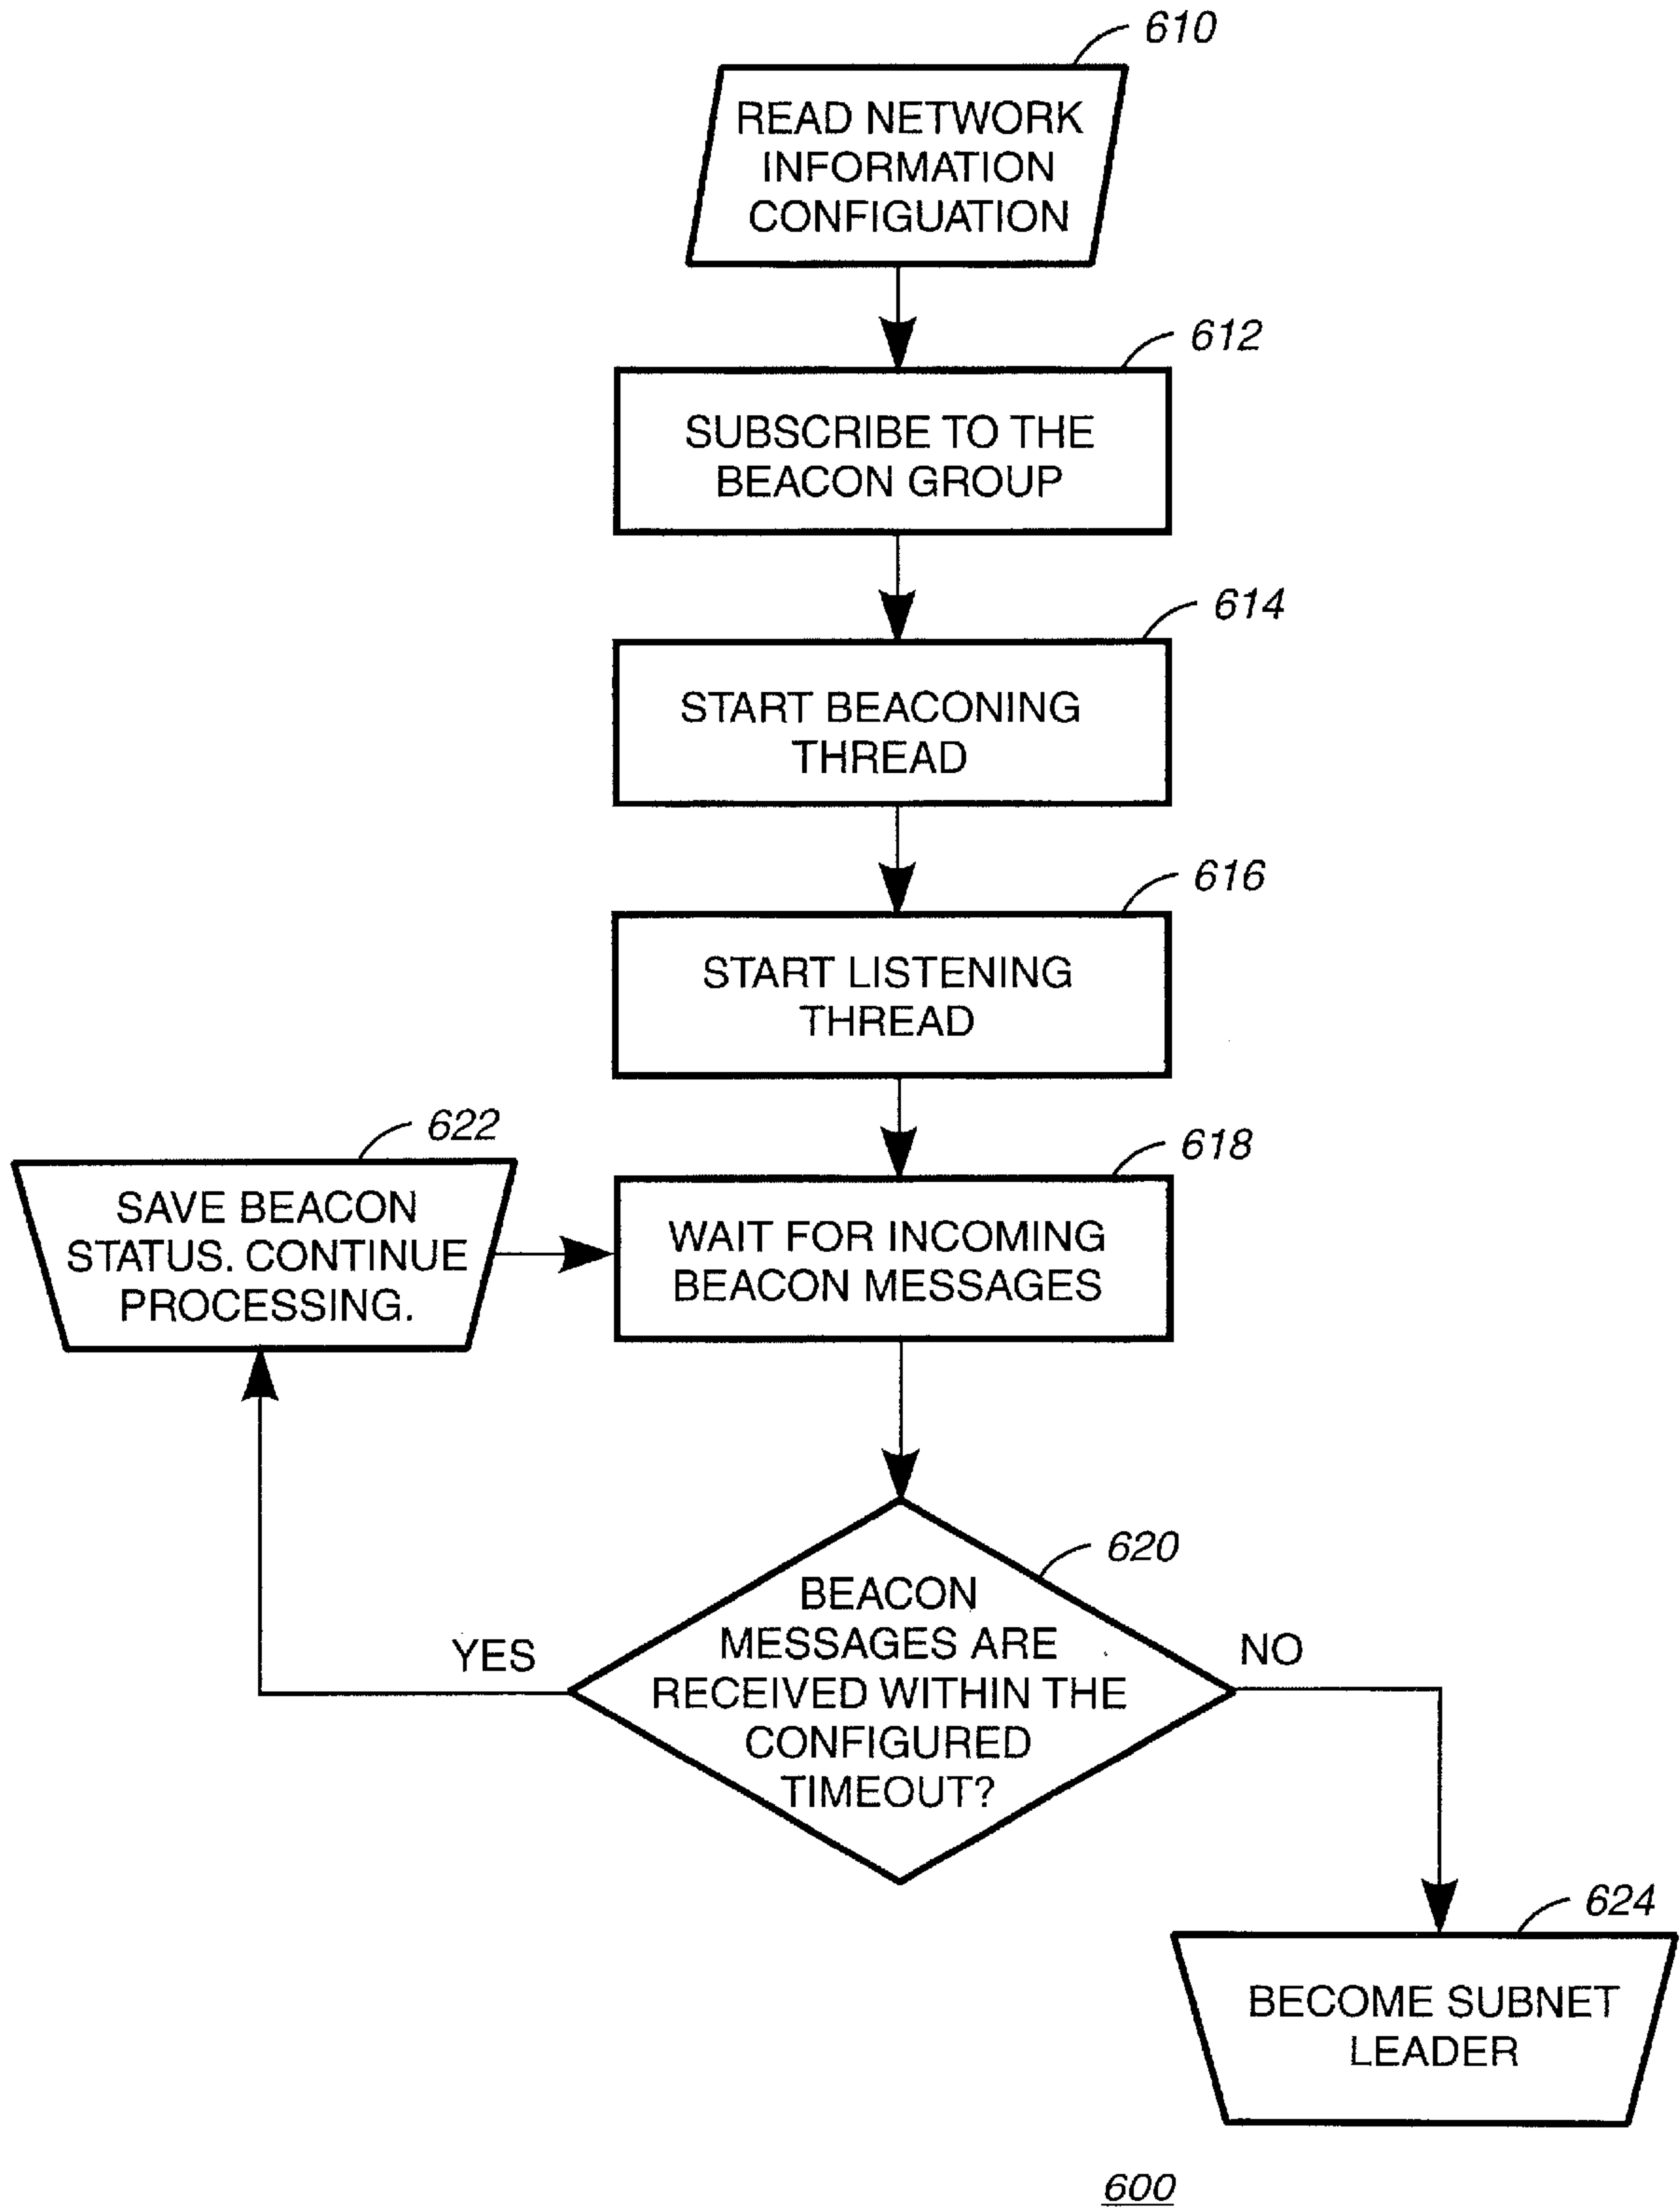 610
READ NETWORK
INFORMATION
CONFIGUATION
612
SUBSCRIBE TO THE
BEACON GROUP
614
START BEACONING
THREAD
616
START LISTENING
THREAD
622
SAVE BEACON
STATUS. CONTINUE
PROCESSING.
618
WAIT FOR INCOMING
BEACON MESSAGES
620
BEACON
MESSAGES ARE
RECEIVED WITHIN THE
CONFIGURED
TIMEOUT?
YES
NO
624
BECOME SUBNET
LEADER
600